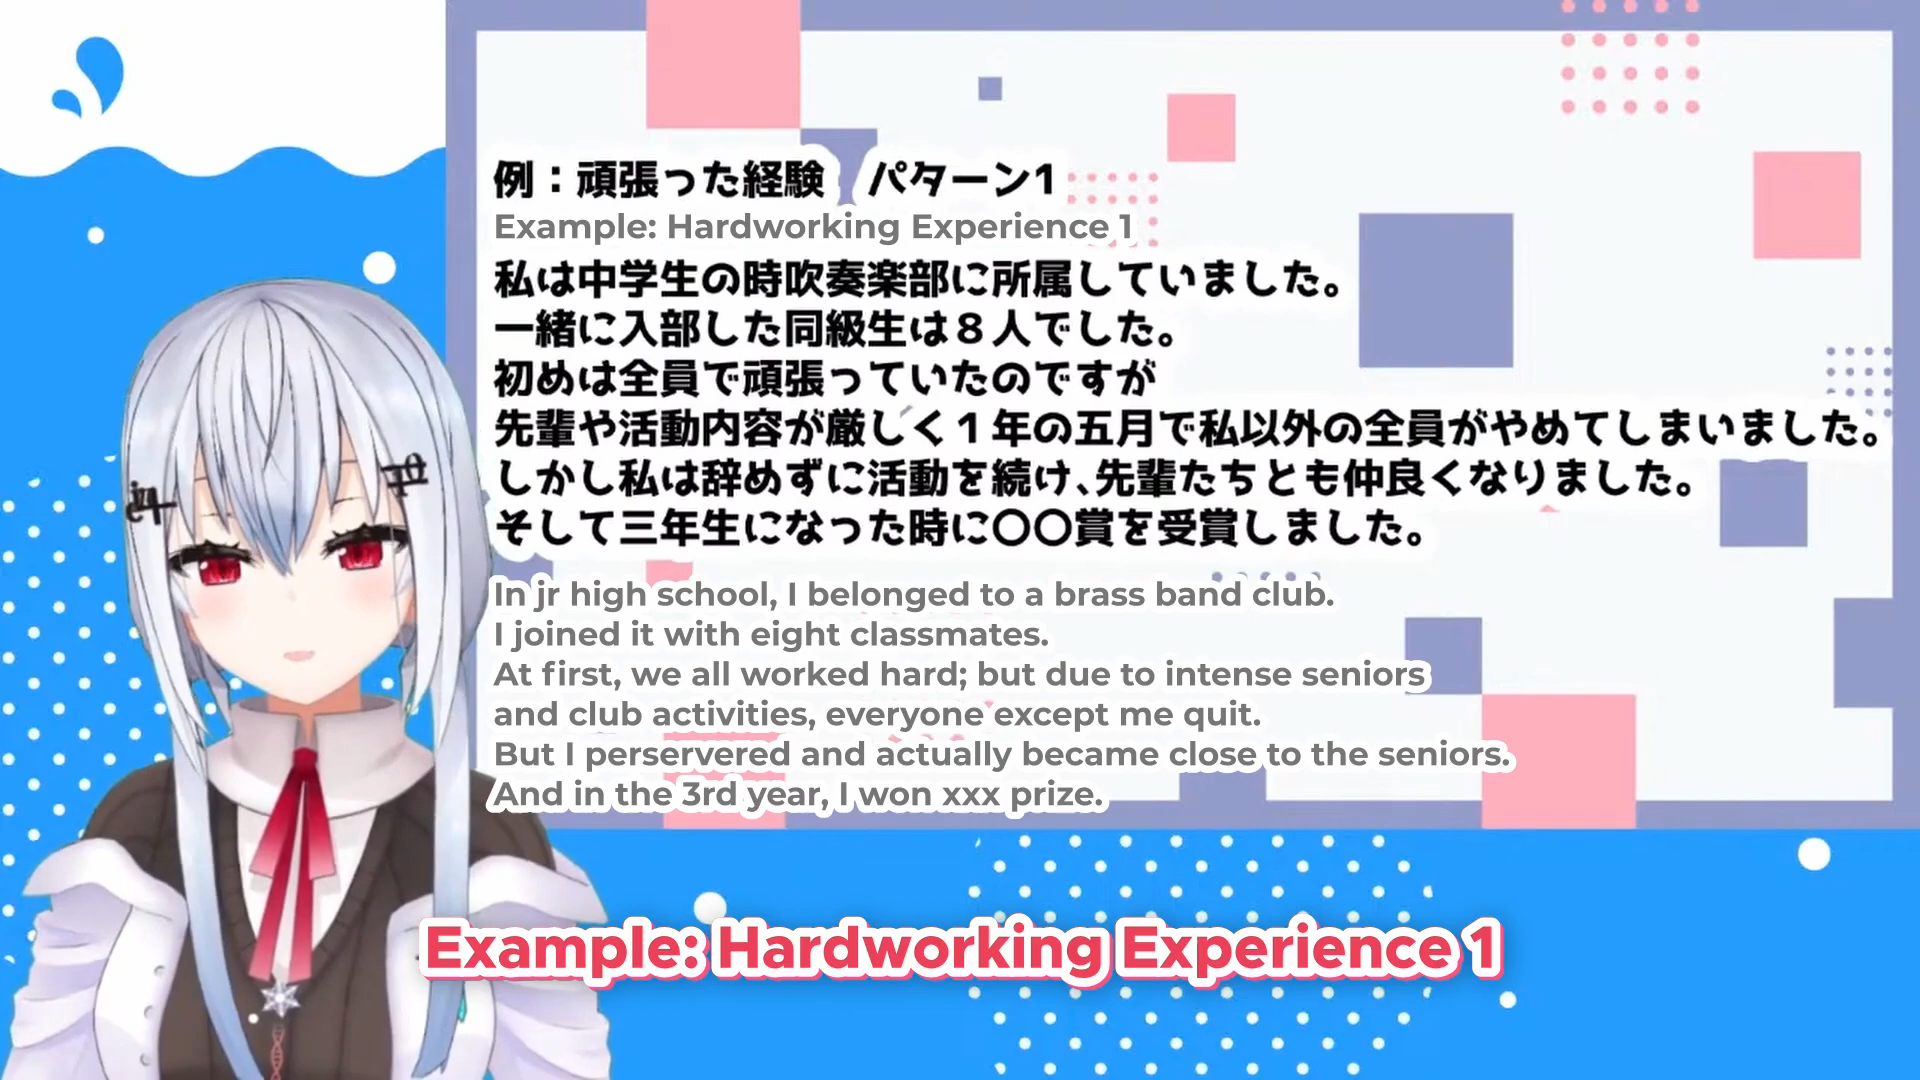 例：頑張った経験　パターン1
Example: Hardworking Experience 1
私は中学生の時吹奏楽部に所属していました。
一緒に入部した同級生は８人でした。
初めは全員で頑張っていたのですが
先輩や活動内容が厳しく１年の五月で私以外の全員がやめてしまいました。
しかし私は辞めずに活動を続け、先輩たちとも仲良くなりました。
そして三年生になった時に〇〇賞を受賞しました。
In jr high school, I belonged to a brass band club.
I joined it with eight classmates.
At first, we all worked hard; but due to intense seniors
and club activities, everyone except me quit.
But I perservered and actually became close to the seniors.
And in the 3rd year, I won xxx prize.
Example: Hardworking Experience 1